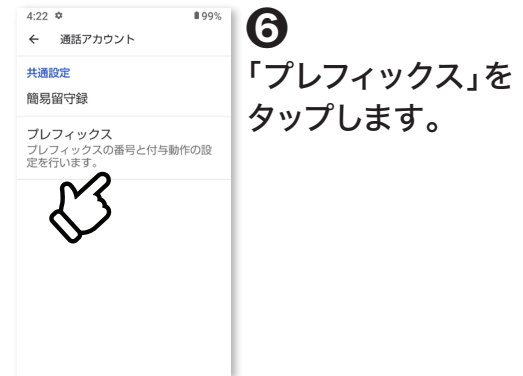 4:22 99%
← 通話アカウント
共通設定
簡易留守録
プレフィックス
プレフィックスの番号と付与動作の設
定を行います。
❻
「プレフィックス」を
タップします。